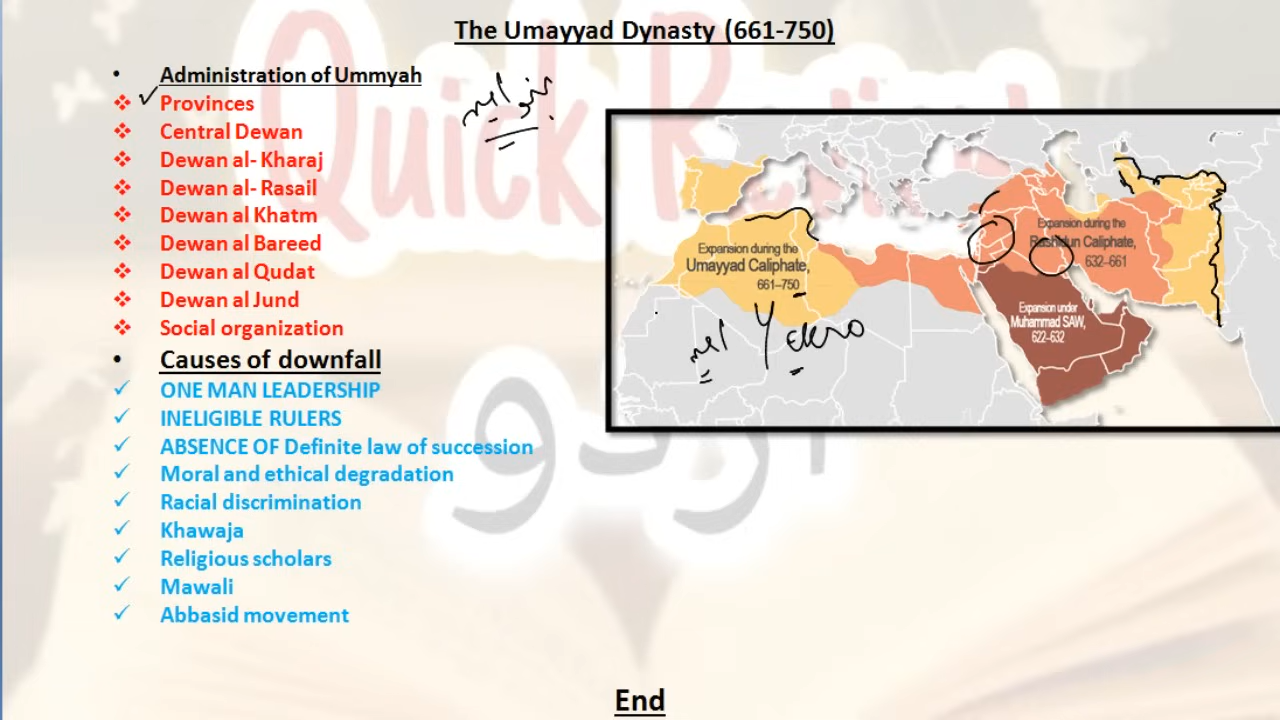 The Umayyad Dynasty (661-750)
• Administration of Ummyah
❖ Provinces
❖ Central Dewan
❖ Dewan al- Kharaj
❖ Dewan al- Rasail
❖ Dewan al Khatm
❖ Dewan al Bareed
❖ Dewan al Qudat
❖ Dewan al Jund
❖ Social organization
• Causes of downfall
✓ ONE MAN LEADERSHIP
✓ INELIGIBLE RULERS
✓ ABSENCE OF Definite law of succession
✓ Moral and ethical degradation
✓ Racial discrimination
✓ Khawaja
✓ Religious scholars
✓ Mawali
✓ Abbasid movement
Expansion during the
Umayyad Caliphate,
661–750
Expansion during the
Rashidun Caliphate,
632–661
Expansion under
Muhammad SAW,
622–632
Quick
اردو
End